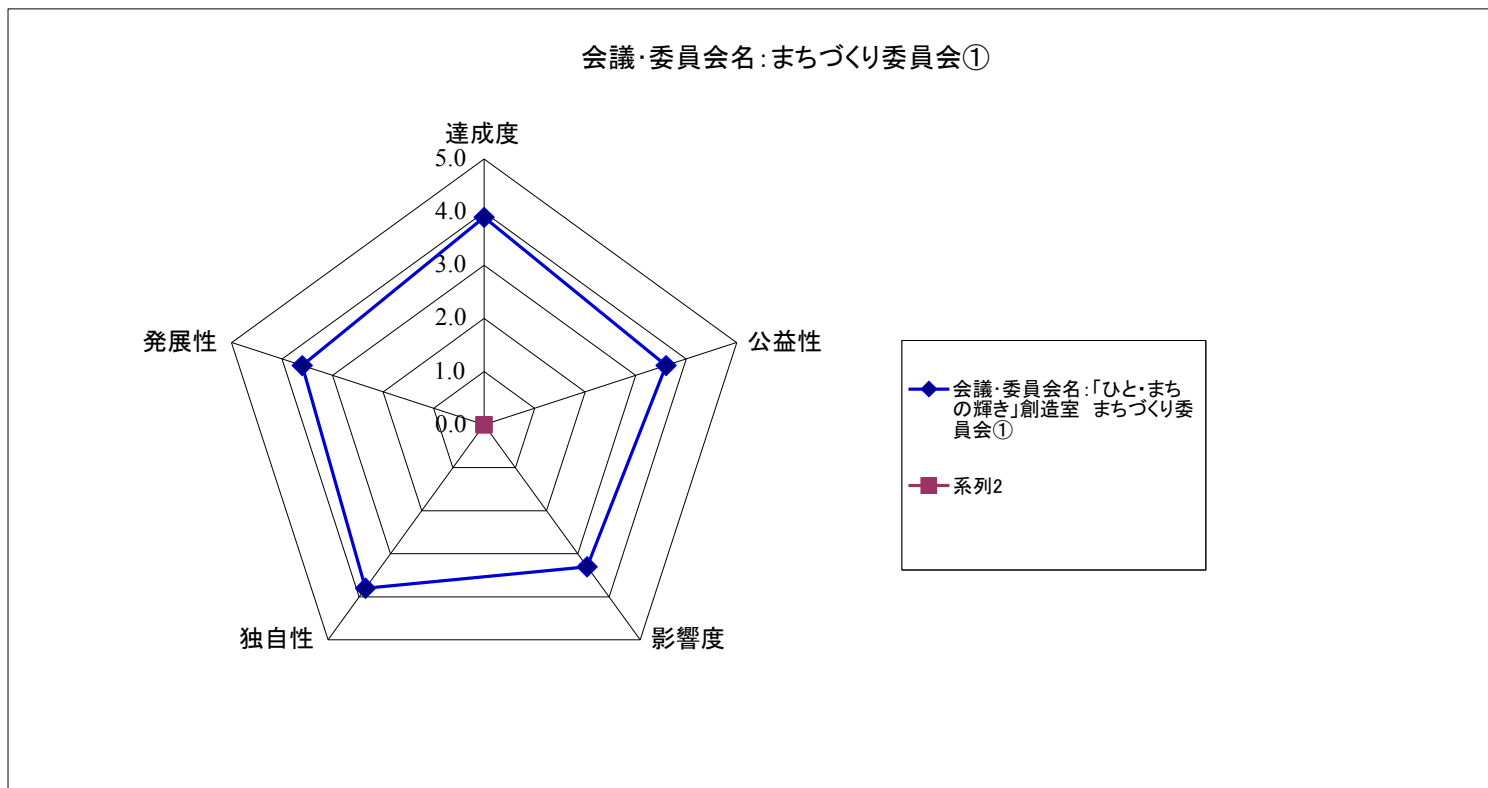 会議・委員会名：まちづくり委員会①
達成度
5.0
4.0
3.0
2.0
1.0
0.0
公益性
影響度
独自性
発展性
会議・委員会名：「ひと・まち
の輝き」創造室　まちづくり委
員会①
系列2